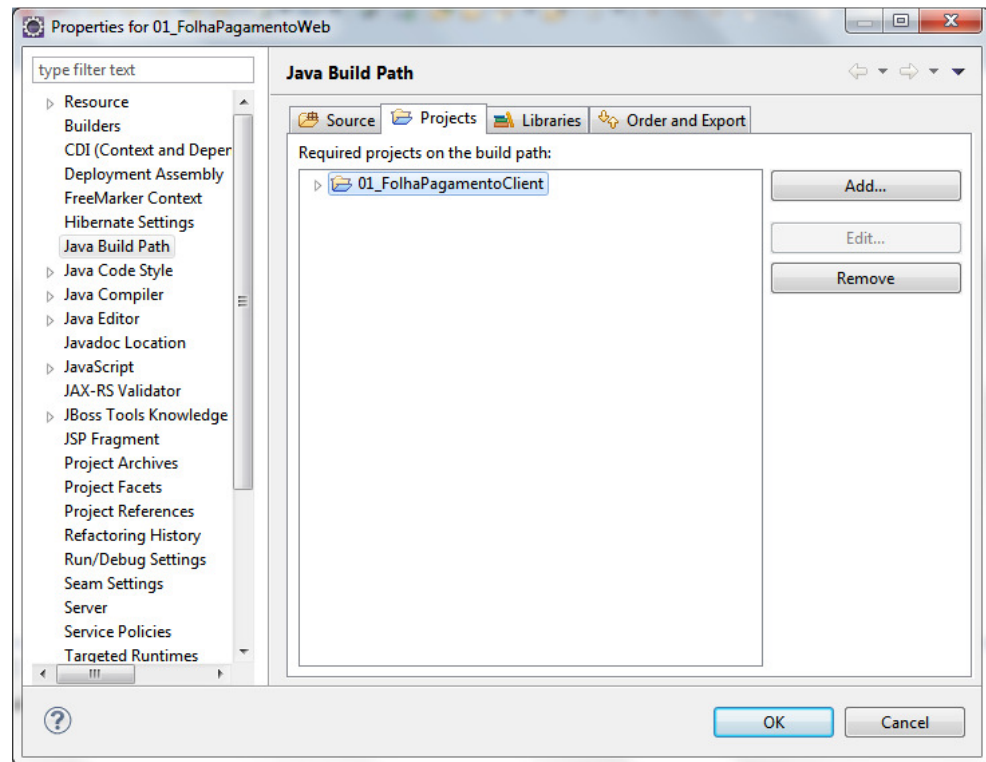 Properties for 01_FolhaPagamentoWeb
type filter text
Resource
Builders
CDI (Context and Deper
Deployment Assembly
FreeMarker Context
Hibernate Settings
Java Build Path
Java Code Style
Java Compiler
Java Editor
Javadoc Location
JavaScript
JAX-RS Validator
JBoss Tools Knowledge
JSP Fragment
Project Archives
Project Facets
Project References
Refactoring History
Run/Debug Settings
Seam Settings
Server
Service Policies
Targeted Runtimes
Java Build Path
Source Projects Libraries Order and Export
Required projects on the build path:
01_FolhaPagamentoClient
Add...
Edit...
Remove
OK Cancel